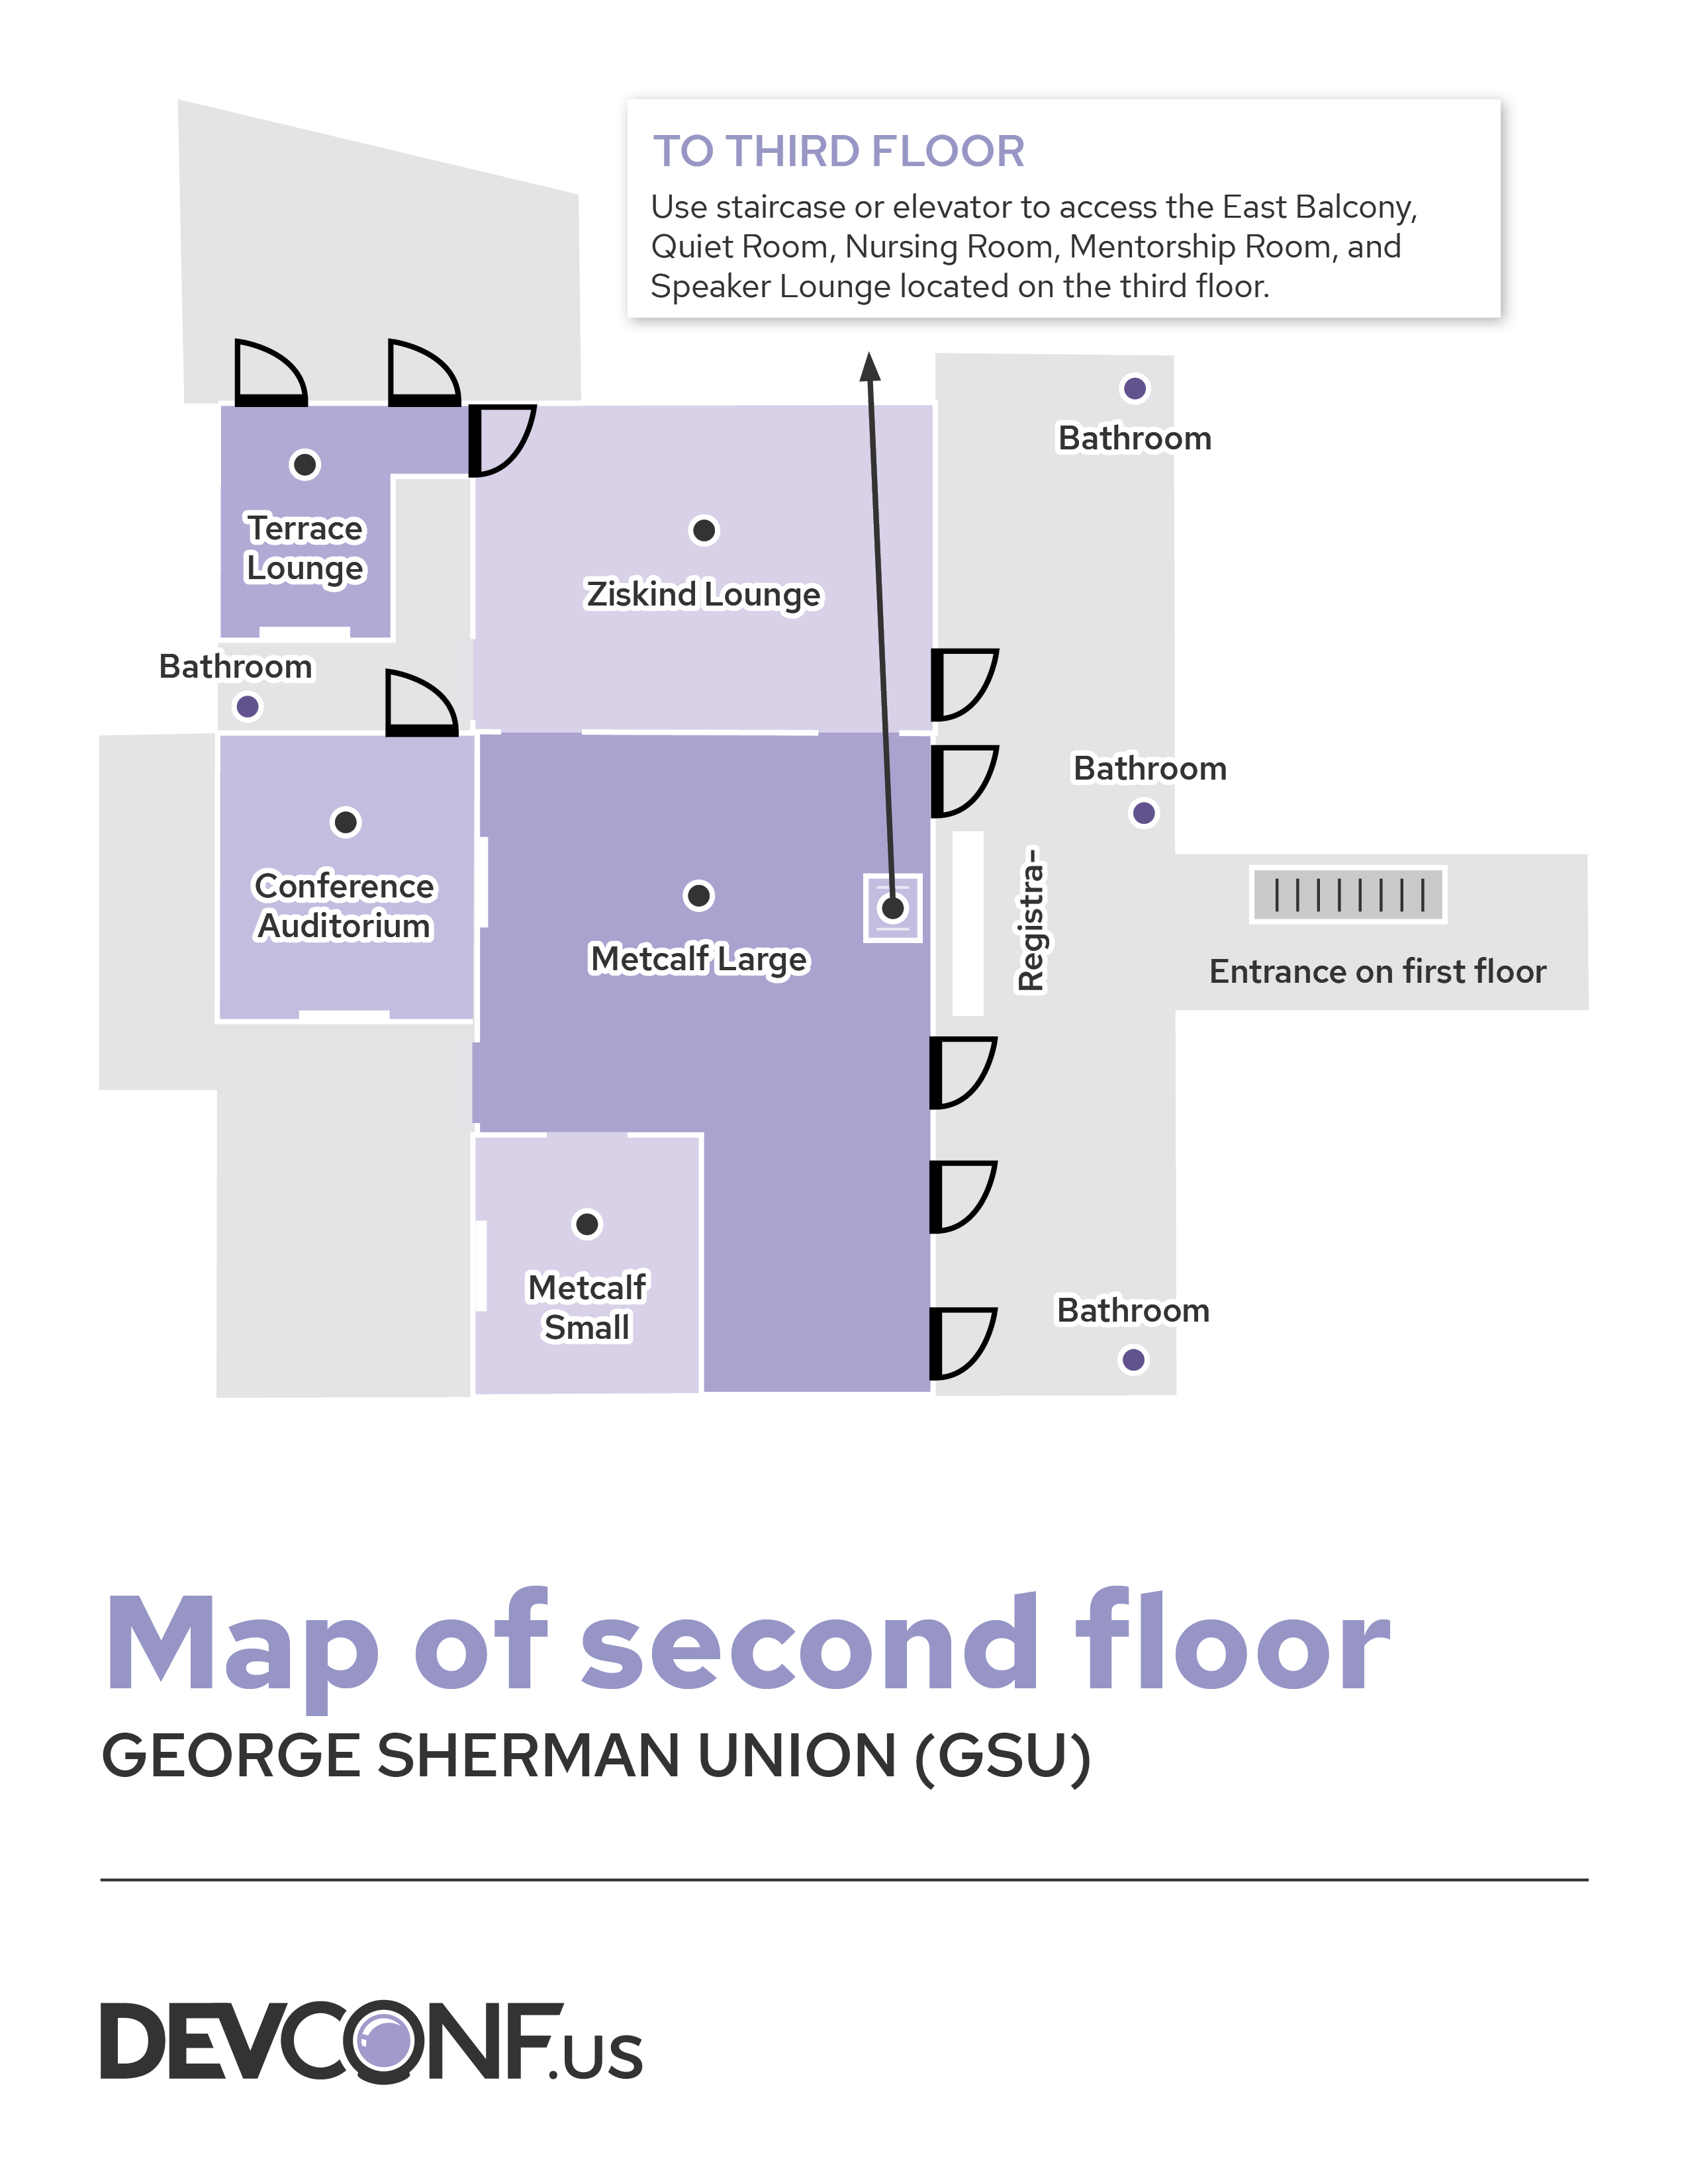 TO THIRD FLOOR
Use staircase or elevator to access the East Balcony,
Quiet Room, Nursing Room, Mentorship Room, and
Speaker Lounge located on the third floor.
Bathroom
Terrace
Lounge
Ziskind Lounge
Bathroom
Bathroom
Conference
Auditorium
Metcalf Large
Registra-
Entrance on first floor
Metcalf
Small
Bathroom
Map of second floor
GEORGE SHERMAN UNION (GSU)
DEVCONF.US